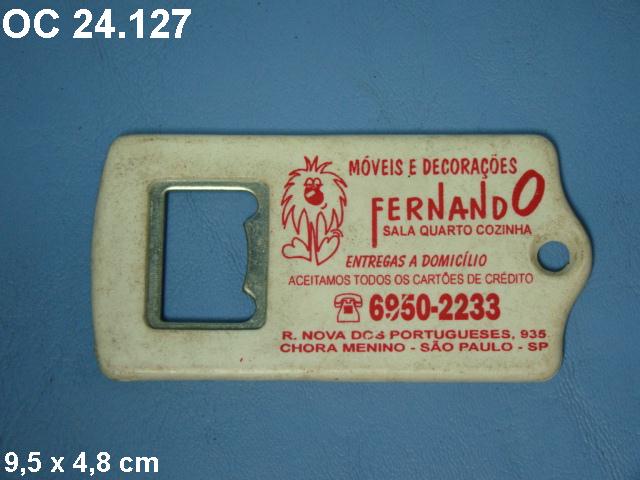 OC 24.127
MÓVEIS E DECORAÇÕES
FERNANDO
SALA QUARTO COZINHA
ENTREGAS A DOMICÍLIO
ACEITAMOS TODOS OS CARTÕES DE CRÉDITO
6950-2233
R. NOVA DOS PORTUGUESES, 935.
CHORA MENINO - SÃO PAULO - SP
9,5 x 4,8 cm